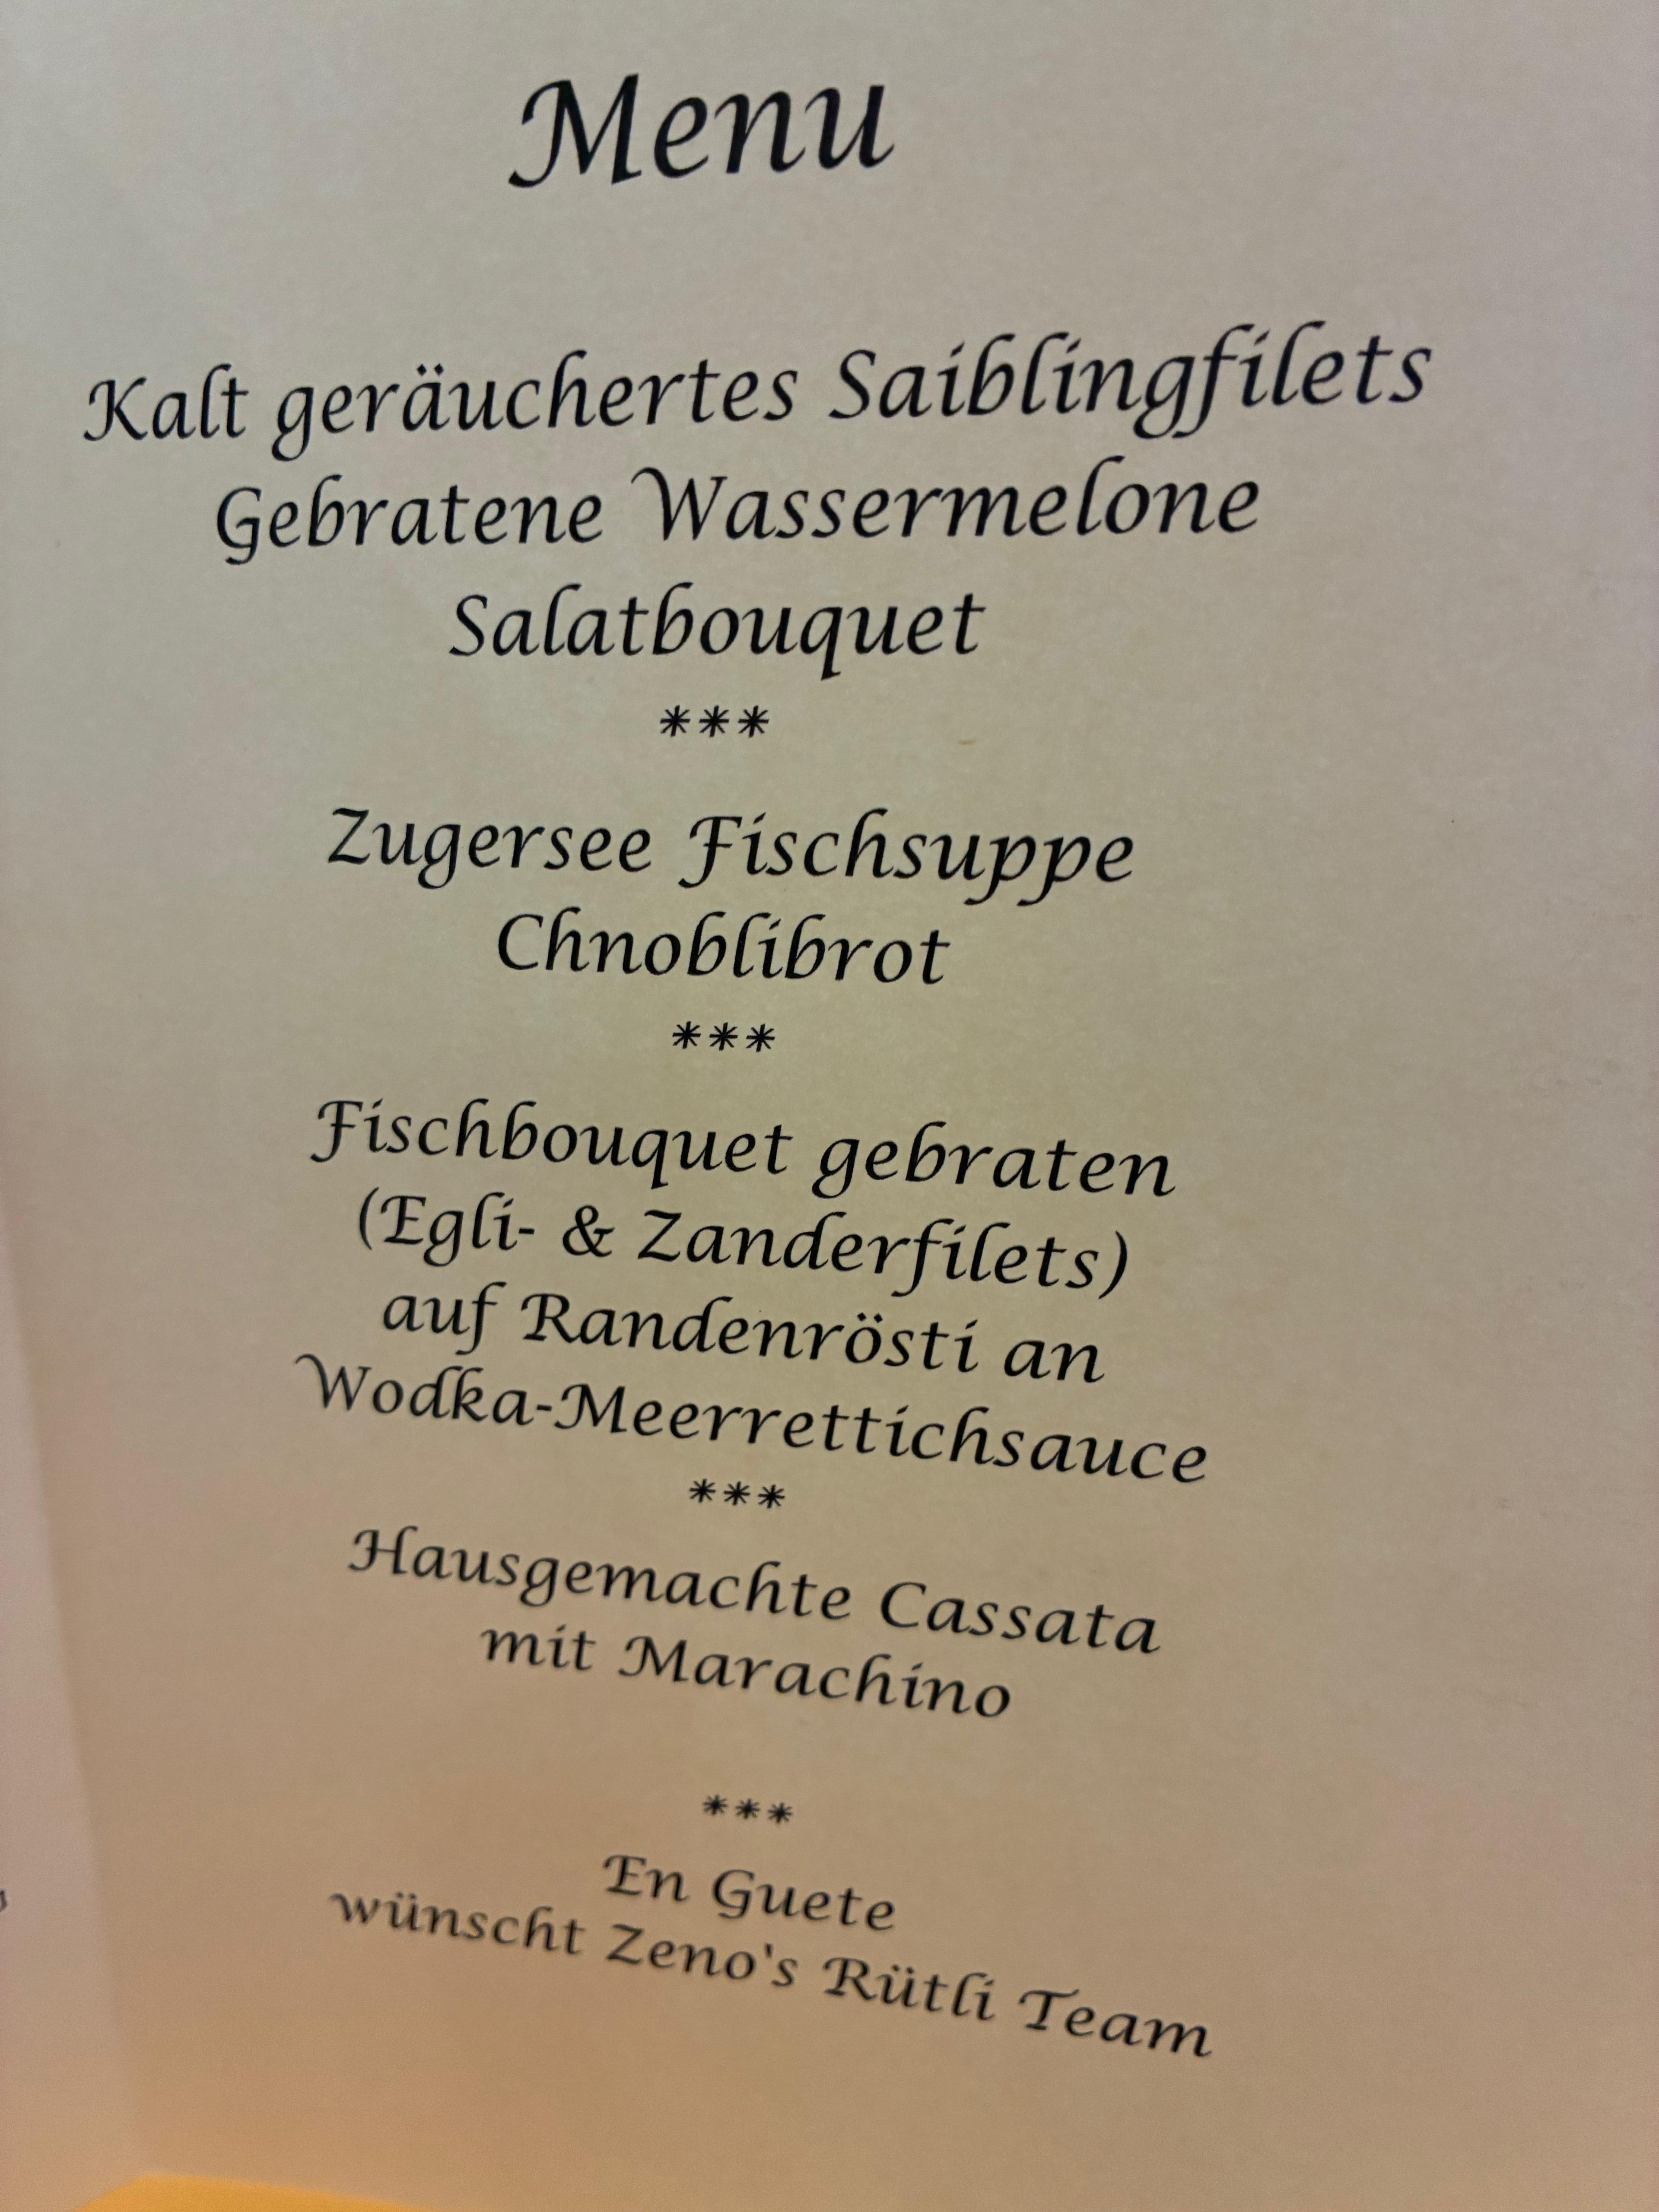 Menu
Kalt geräuchertes Saiblingfilets
Gebratene Wassermelone
Salatbouquet
***
Zugersee Fischsuppe
Chnoblibrot
***
Fischbouquet gebraten
(Egli- & Zanderfilets)
auf Randenrösti an
Wodka-Meerrettichsauce
***
Hausgemachte Cassata
mit Marachino
***
En Guete
wünscht Zeno's Rütli Team